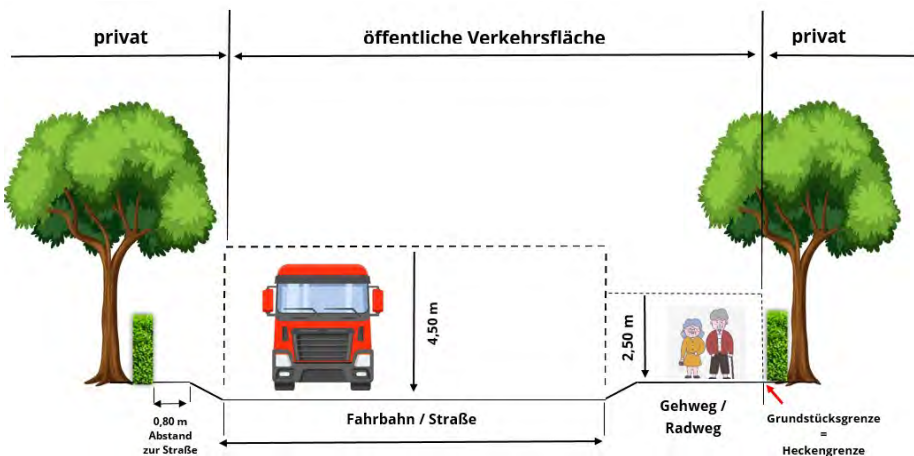 privat
öffentliche Verkehrsfläche
privat
4,50 m
2,50 m
0,80 m
Abstand
zur Straße
Fahrbahn / Straße
Gehweg /
Radweg
Grundstücksgrenze
=
Heckengrenze